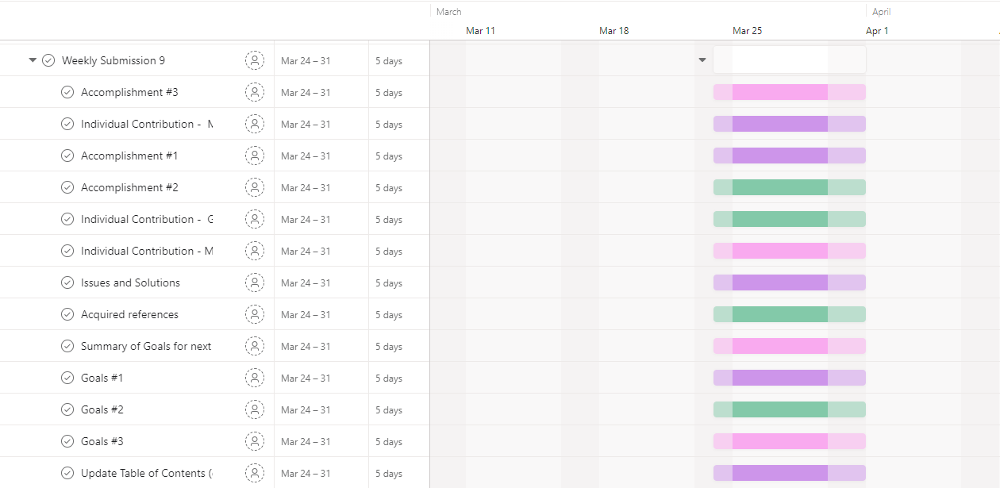 March April
Mar 11 Mar 18 Mar 25 Apr 1
Weekly Submission 9 Mar 24 – 31 5 days
Accomplishment #3 Mar 24 – 31 5 days
Individual Contribution - M Mar 24 – 31 5 days
Accomplishment #1 Mar 24 – 31 5 days
Accomplishment #2 Mar 24 – 31 5 days
Individual Contribution - G Mar 24 – 31 5 days
Individual Contribution - M Mar 24 – 31 5 days
Issues and Solutions Mar 24 – 31 5 days
Acquired references Mar 24 – 31 5 days
Summary of Goals for next Mar 24 – 31 5 days
Goals #1 Mar 24 – 31 5 days
Goals #2 Mar 24 – 31 5 days
Goals #3 Mar 24 – 31 5 days
Update Table of Contents ( Mar 24 – 31 5 days